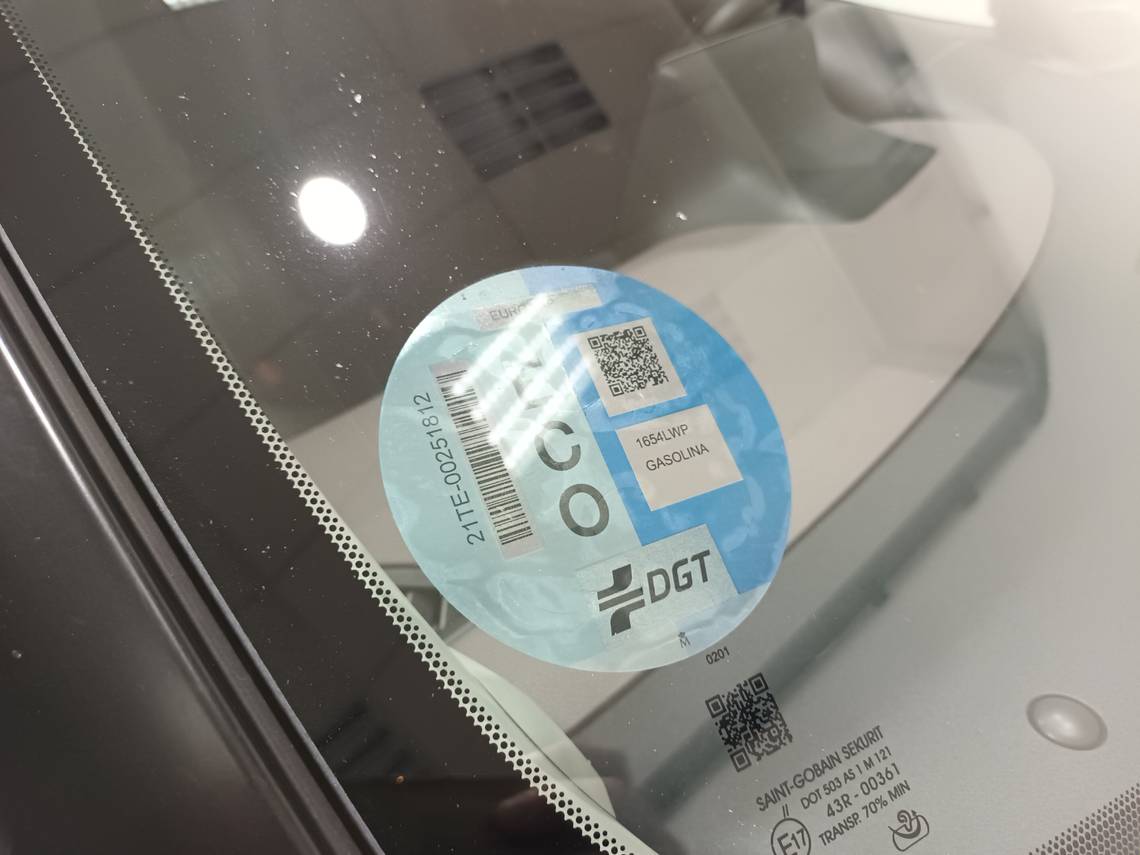 1654LWP
GASOLINA
21TE-00251812
ECO
DGT
M
0201
SAINT-GOBAIN SEKURIT
DOT 503 AS 1 M 121
43R - 00361
TRANSP. 70% MIN
E17